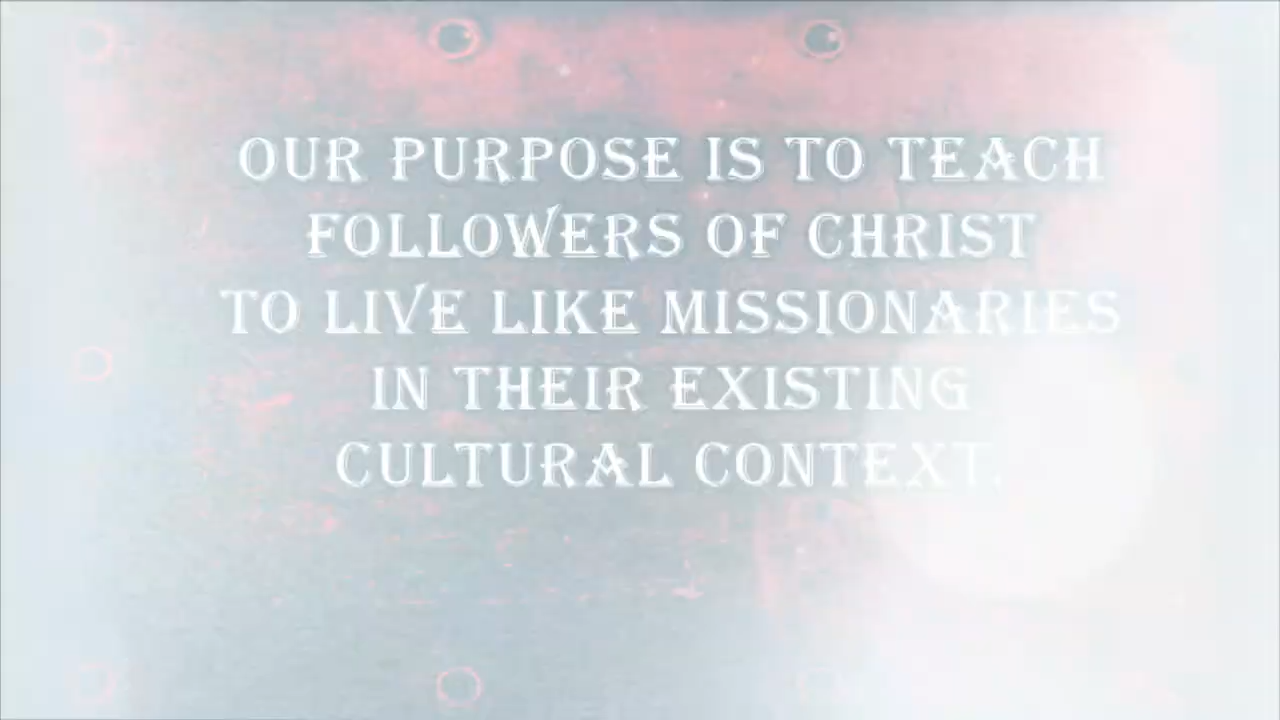 OUR PURPOSE IS TO TEACH
FOLLOWERS OF CHRIST
TO LIVE LIKE MISSIONARIES
IN THEIR EXISTING
CULTURAL CONTEXT.